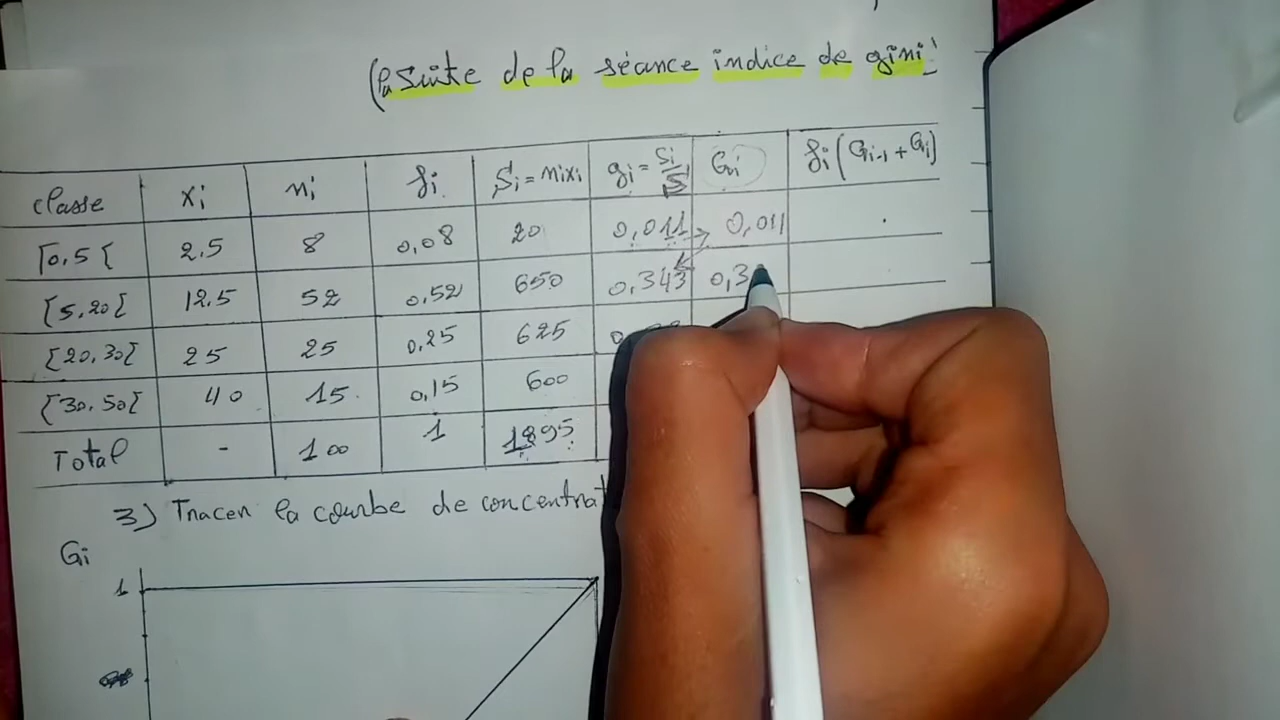 (la suite de la séance indice de gini)
classe xi ni fi Si = nixi gi = Si/S Gi fi(Gi-1 + Gi)
[0,5[ 2.5 8 0,08 20 0,011 0,011
[5,20[ 12.5 52 0,52 650 0,343 0,3
[20,30[ 25 25 0,25 625
[30,50[ 40 15 0,15 600
Total - 100 1 1895
3) Tracer la courbe de concentrat
Gi
1